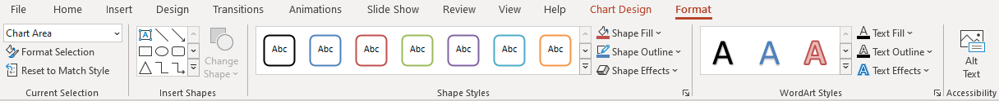 File Home Insert Design Transitions Animations Slide Show Review View Help Chart Design Format
Chart Area
Format Selection
Reset to Match Style
Current Selection
A
Change
Shape
Insert Shapes
Abc Abc Abc Abc Abc Abc Abc
Shape Fill
Shape Outline
Shape Effects
Shape Styles
A A A
A Text Fill
A Text Outline
A Text Effects
WordArt Styles
Alt
Text
Accessibility